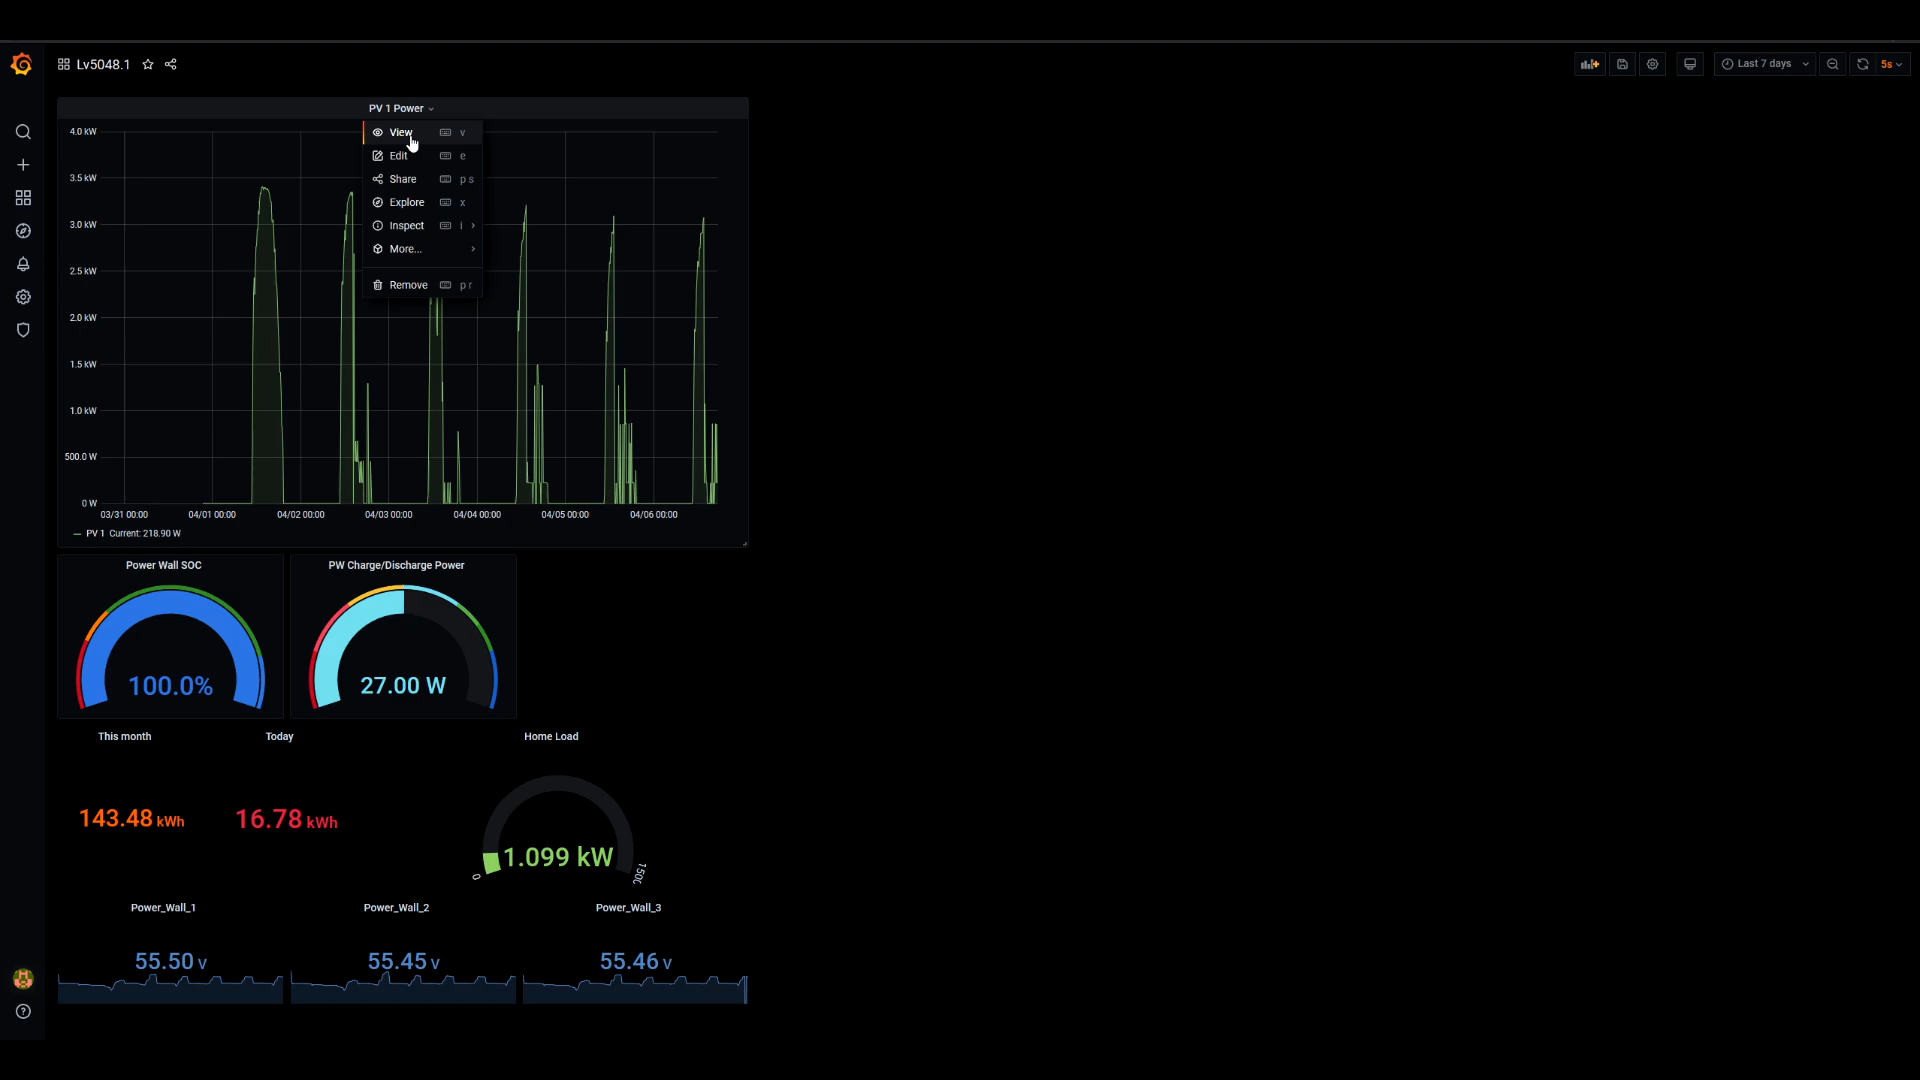 Lv5048.1
Last 7 days
5s
PV 1 Power
View v
Edit e
Share p s
Explore x
Inspect i
More...
Remove p r
4.0 kW
3.5 kW
3.0 kW
2.5 kW
2.0 kW
1.5 kW
1.0 kW
500.0 W
0 W
03/31 00:00 04/01 00:00 04/02 00:00 04/03 00:00 04/04 00:00 04/05 00:00 04/06 00:00
PV 1 Current: 218.90 W
Power Wall SOC
100.0%
PW Charge/Discharge Power
27.00 W
This month
143.48 kWh
Today
16.78 kWh
Home Load
1.099 kW
0
Power_Wall_1
55.50 V
Power_Wall_2
55.45 V
Power_Wall_3
55.46 V